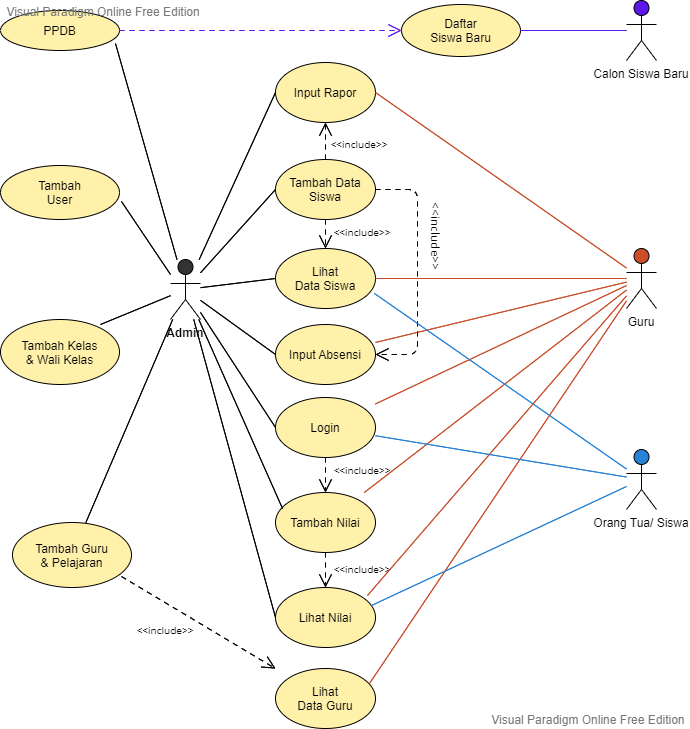 Visual Paradigm Online Free Edition
PPDB
Daftar
Siswa Baru
Calon Siswa Baru
Input Rapor
<<include>>
Tambah
User
Tambah Data
Siswa
<<include>>
<<include>>
Lihat
Data Siswa
Guru
Admin
Tambah Kelas
& Wali Kelas
Input Absensi
Login
<<include>>
Orang Tua/ Siswa
Tambah Nilai
Tambah Guru
& Pelajaran
<<include>>
Lihat Nilai
<<include>>
Lihat
Data Guru
Visual Paradigm Online Free Edition